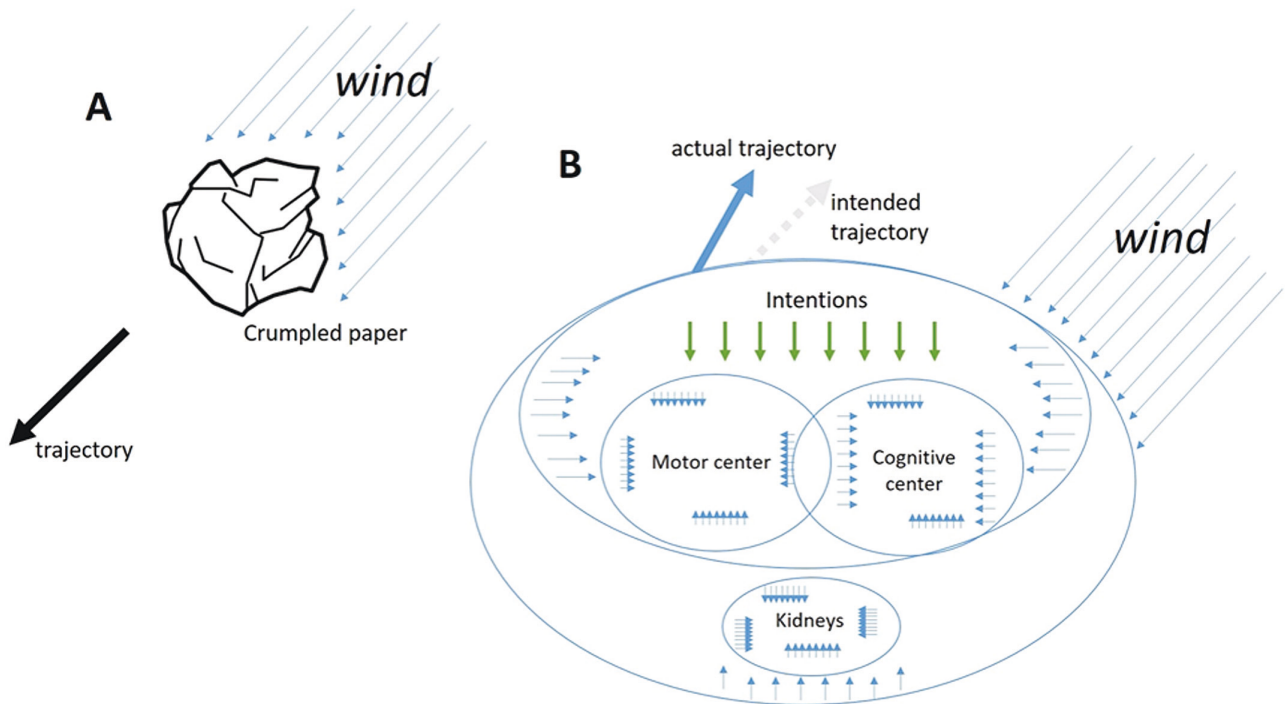 A
wind
Crumpled paper
trajectory
B
actual trajectory
intended
trajectory
wind
Intentions
Motor center
Cognitive
center
Kidneys